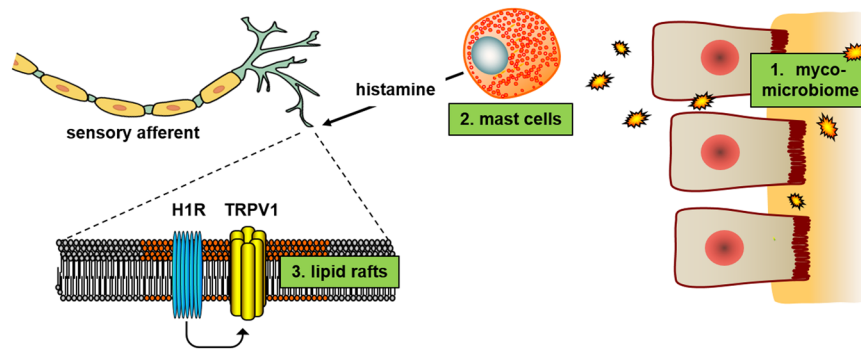 1. myco-
microbiome
histamine
2. mast cells
sensory afferent
H1R
TRPV1
3. lipid rafts